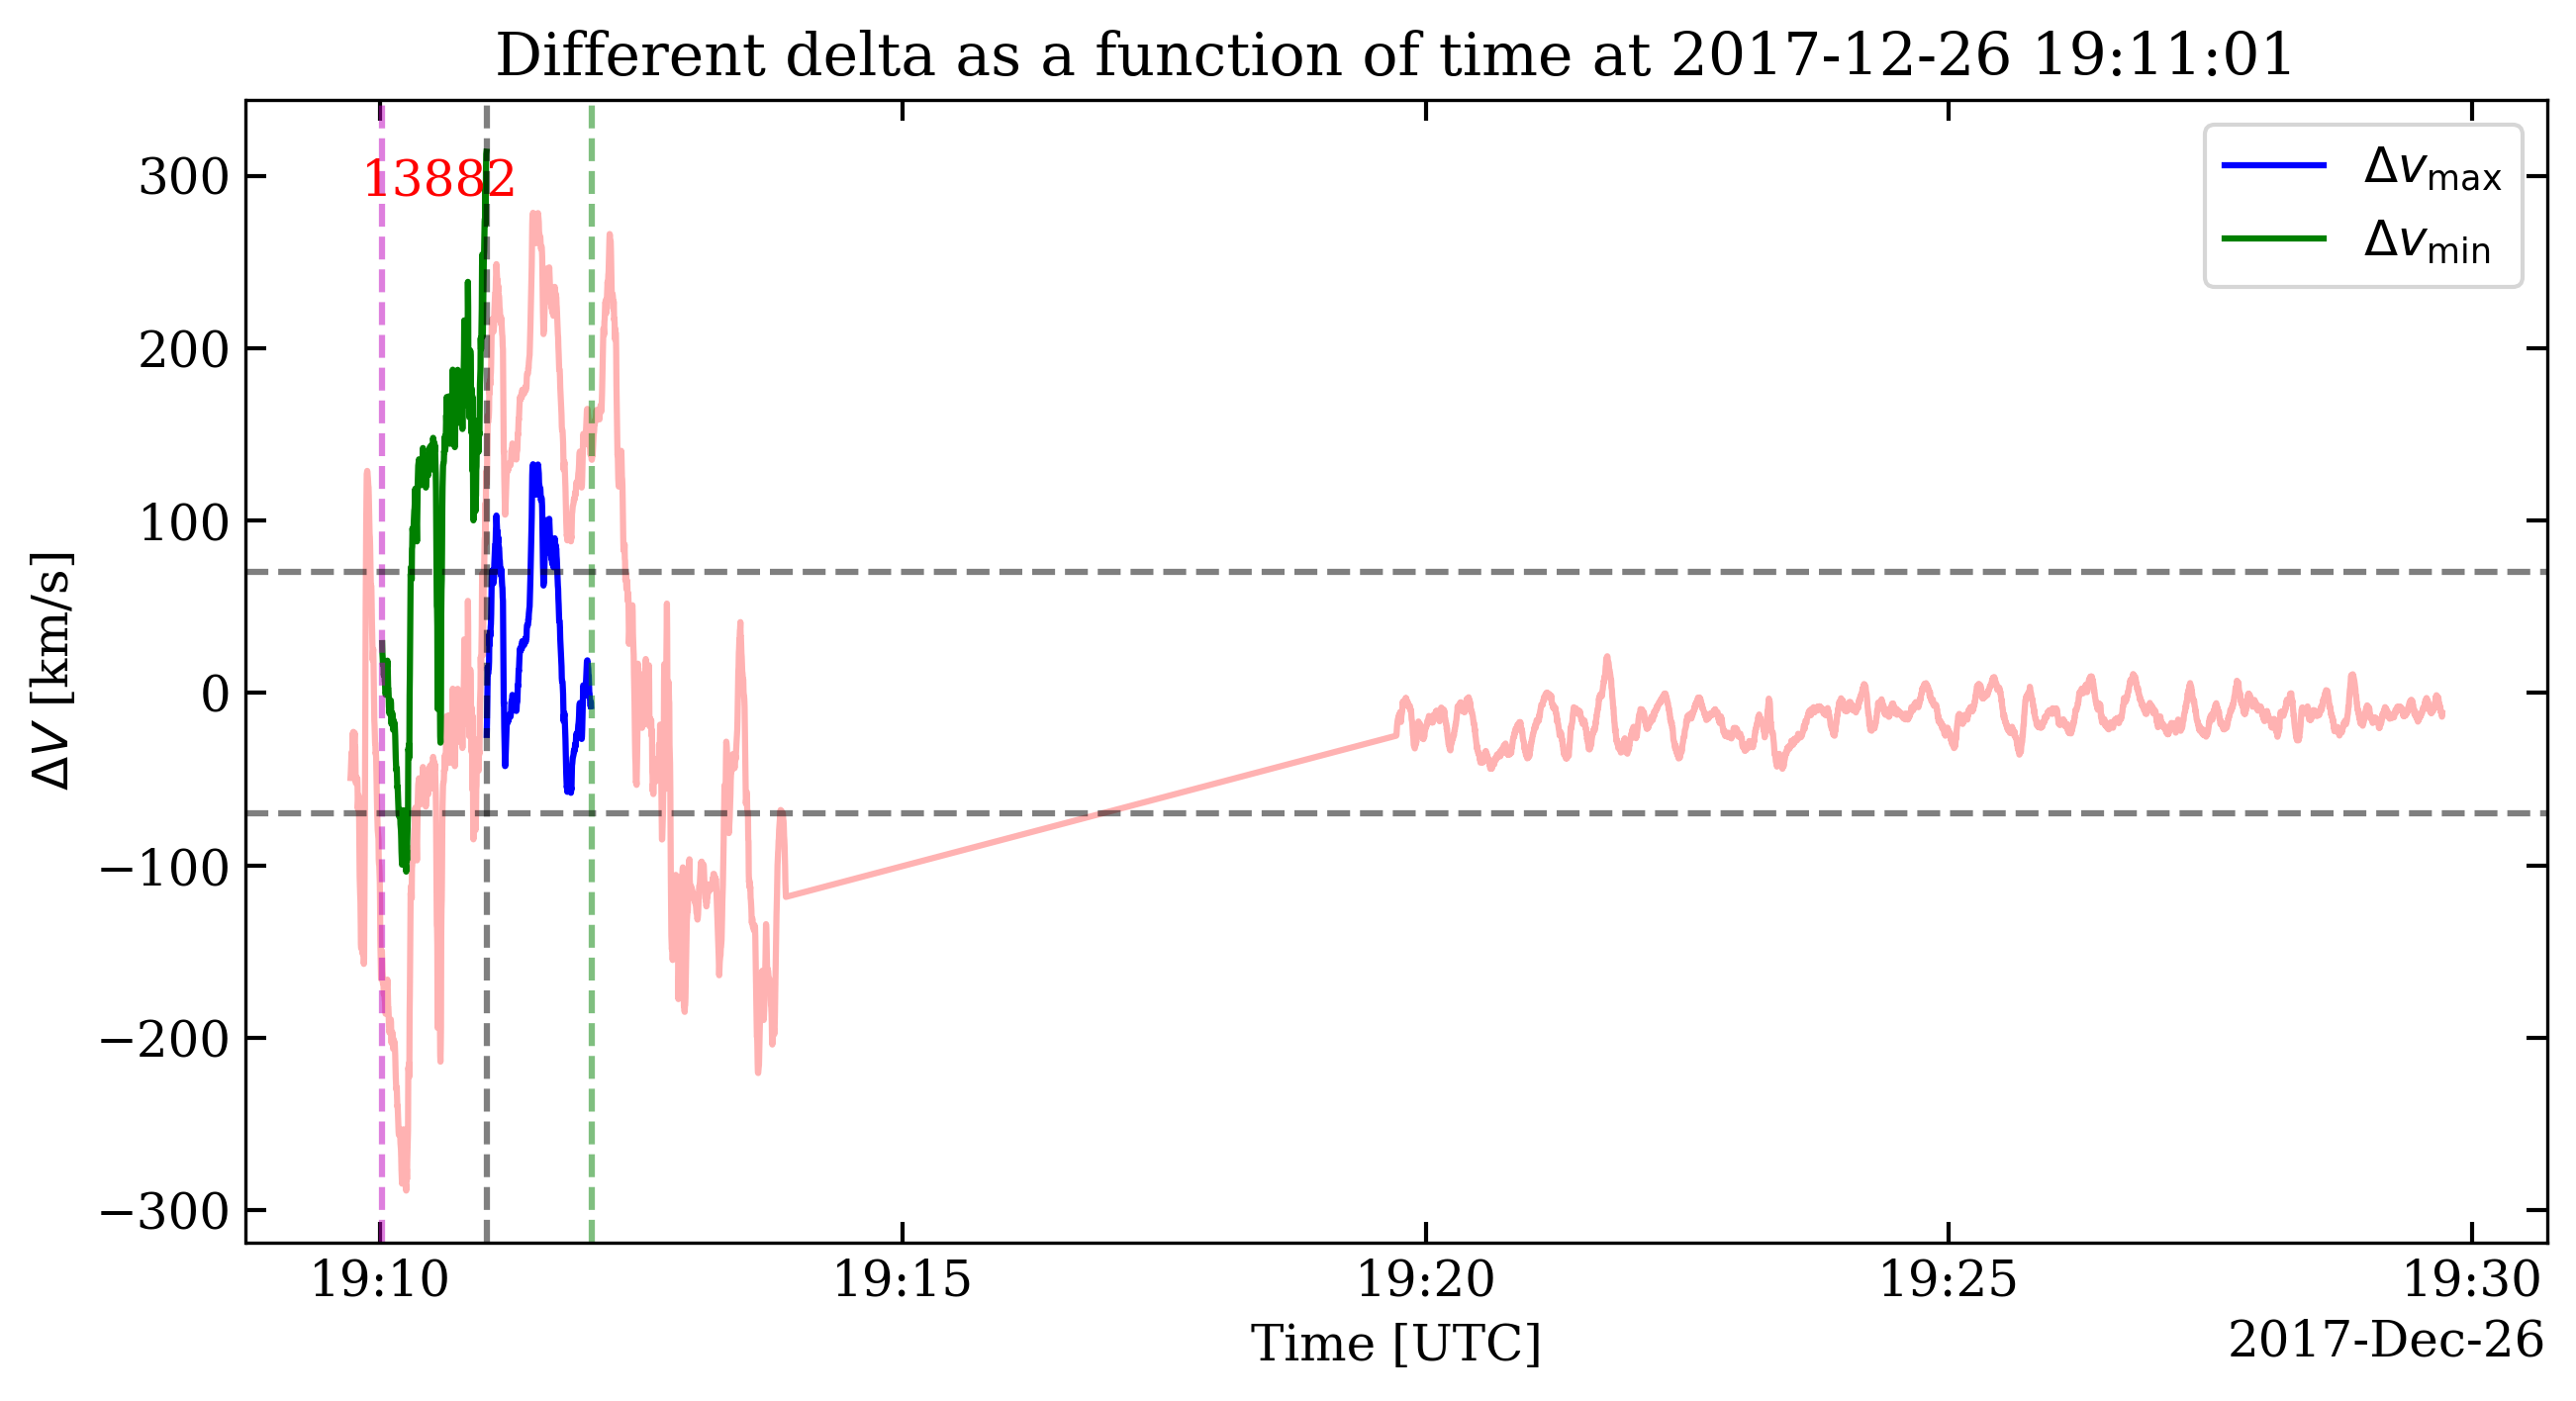 Different delta as a function of time at 2017-12-26 19:11:01
13882
Δv_max
Δv_min
300
200
100
0
−100
−200
−300
ΔV [km/s]
19:10 19:15 19:20 19:25 19:30
Time [UTC]
2017-Dec-26